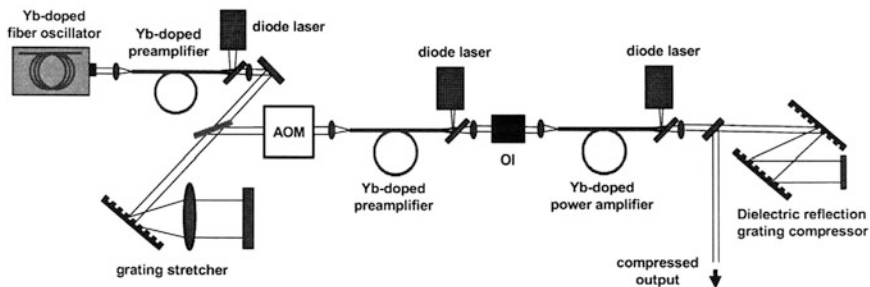 Yb-doped
fiber oscillator
Yb-doped
preamplifier
diode laser
diode laser
diode laser
AOM
OI
Yb-doped
preamplifier
Yb-doped
power amplifier
Dielectric reflection
grating compressor
grating stretcher
compressed
output